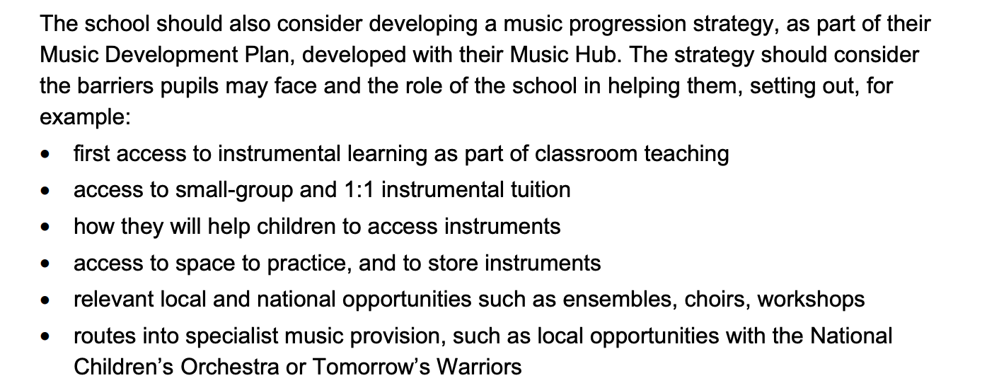 The school should also consider developing a music progression strategy, as part of their
Music Development Plan, developed with their Music Hub. The strategy should consider
the barriers pupils may face and the role of the school in helping them, setting out, for
example:
• first access to instrumental learning as part of classroom teaching
• access to small-group and 1:1 instrumental tuition
• how they will help children to access instruments
• access to space to practice, and to store instruments
• relevant local and national opportunities such as ensembles, choirs, workshops
• routes into specialist music provision, such as local opportunities with the National
Children’s Orchestra or Tomorrow’s Warriors